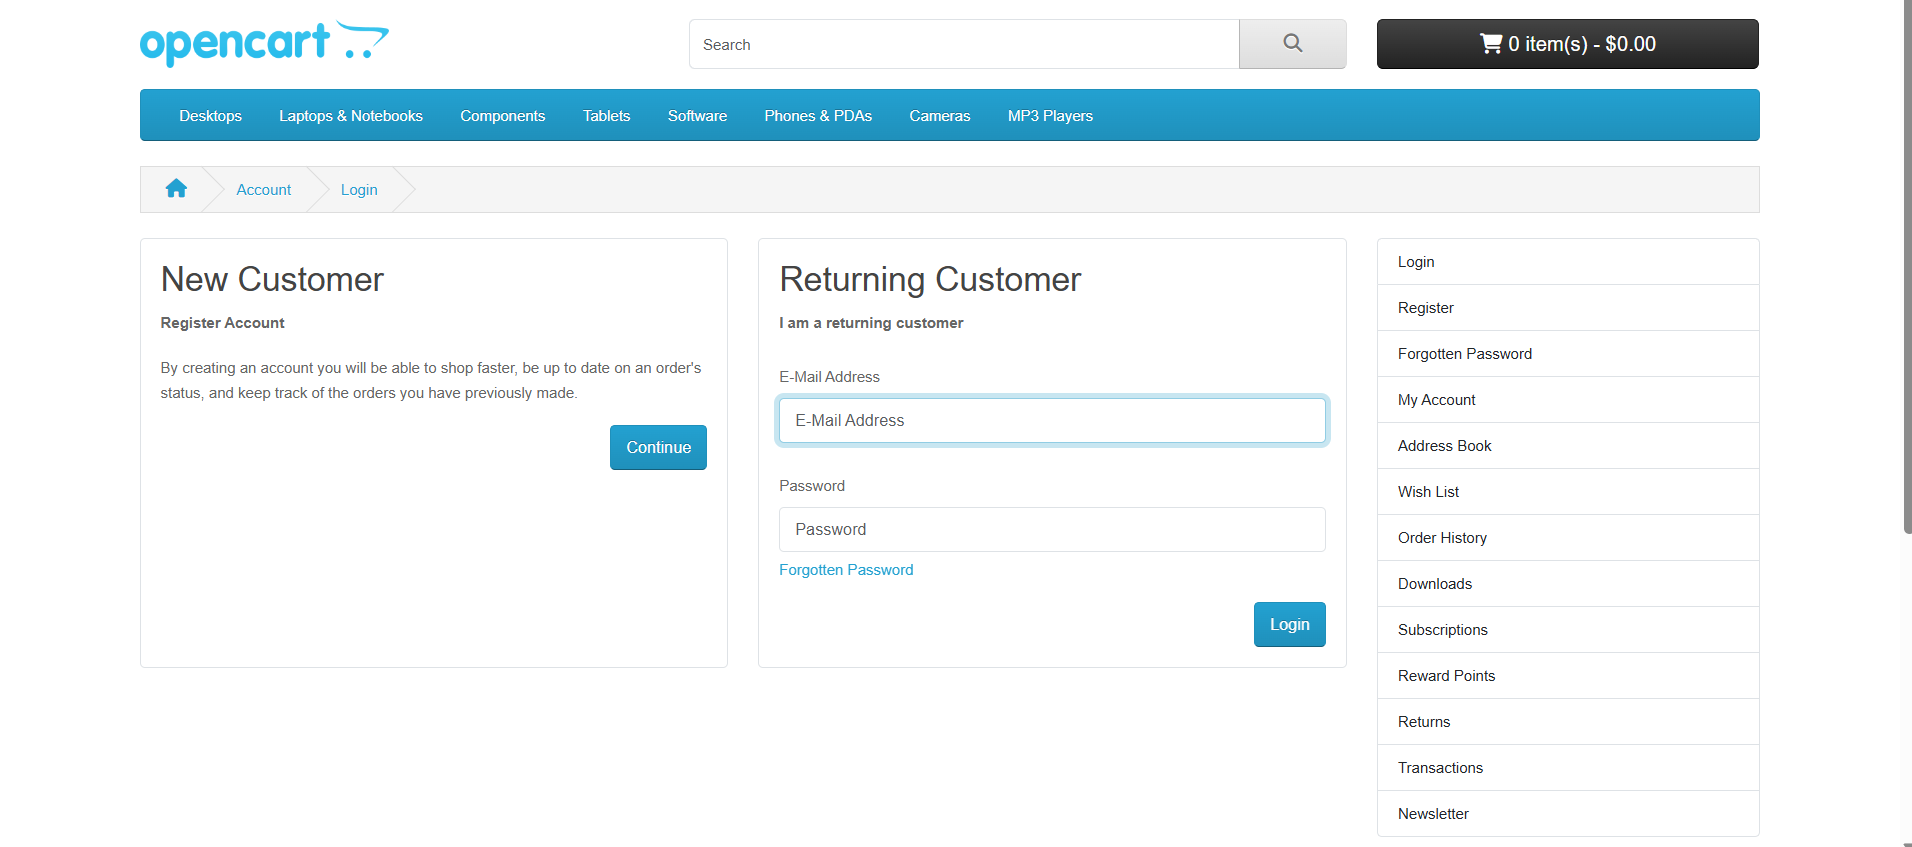 opencart
Search
0 item(s) - $0.00
Desktops
Laptops & Notebooks
Components
Tablets
Software
Phones & PDAs
Cameras
MP3 Players
Account
Login
New Customer
Register Account
By creating an account you will be able to shop faster, be up to date on an order's
status, and keep track of the orders you have previously made.
Continue
Returning Customer
I am a returning customer
E-Mail Address
E-Mail Address
Password
Password
Forgotten Password
Login
Login
Register
Forgotten Password
My Account
Address Book
Wish List
Order History
Downloads
Subscriptions
Reward Points
Returns
Transactions
Newsletter